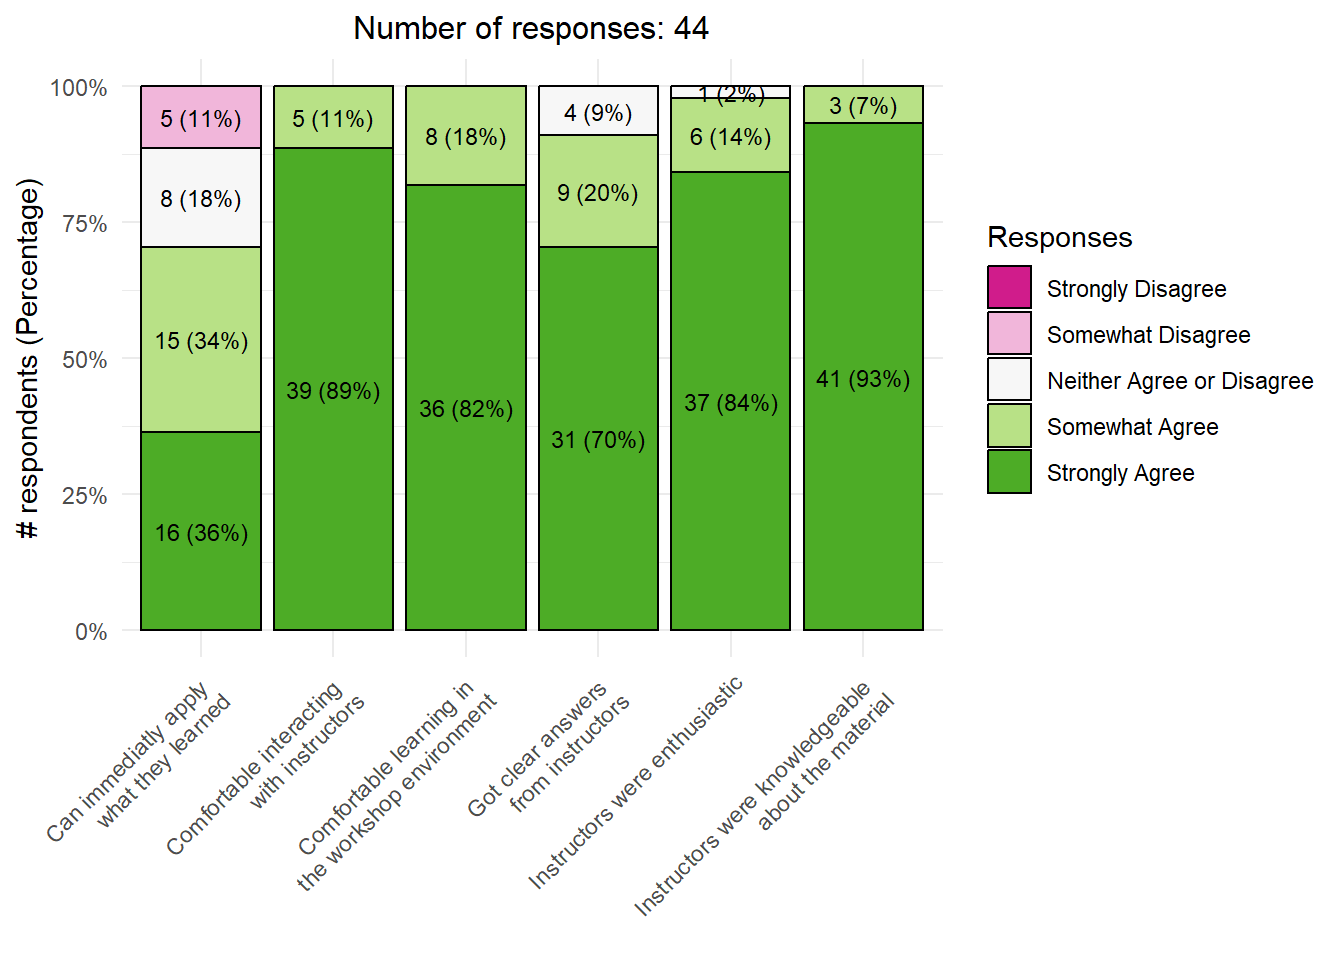 Number of responses: 44
# respondents (Percentage)
100%
75%
50%
25%
0%
5 (11%)
8 (18%)
15 (34%)
16 (36%)
5 (11%)
39 (89%)
8 (18%)
36 (82%)
4 (9%)
9 (20%)
31 (70%)
1 (2%)
6 (14%)
37 (84%)
3 (7%)
41 (93%)
Can immediatly apply
what they learned
Comfortable interacting
with instructors
Comfortable learning in
the workshop environment
Got clear answers
from instructors
Instructors were enthusiastic
Instructors were knowledgeable
about the material
Responses
Strongly Disagree
Somewhat Disagree
Neither Agree or Disagree
Somewhat Agree
Strongly Agree